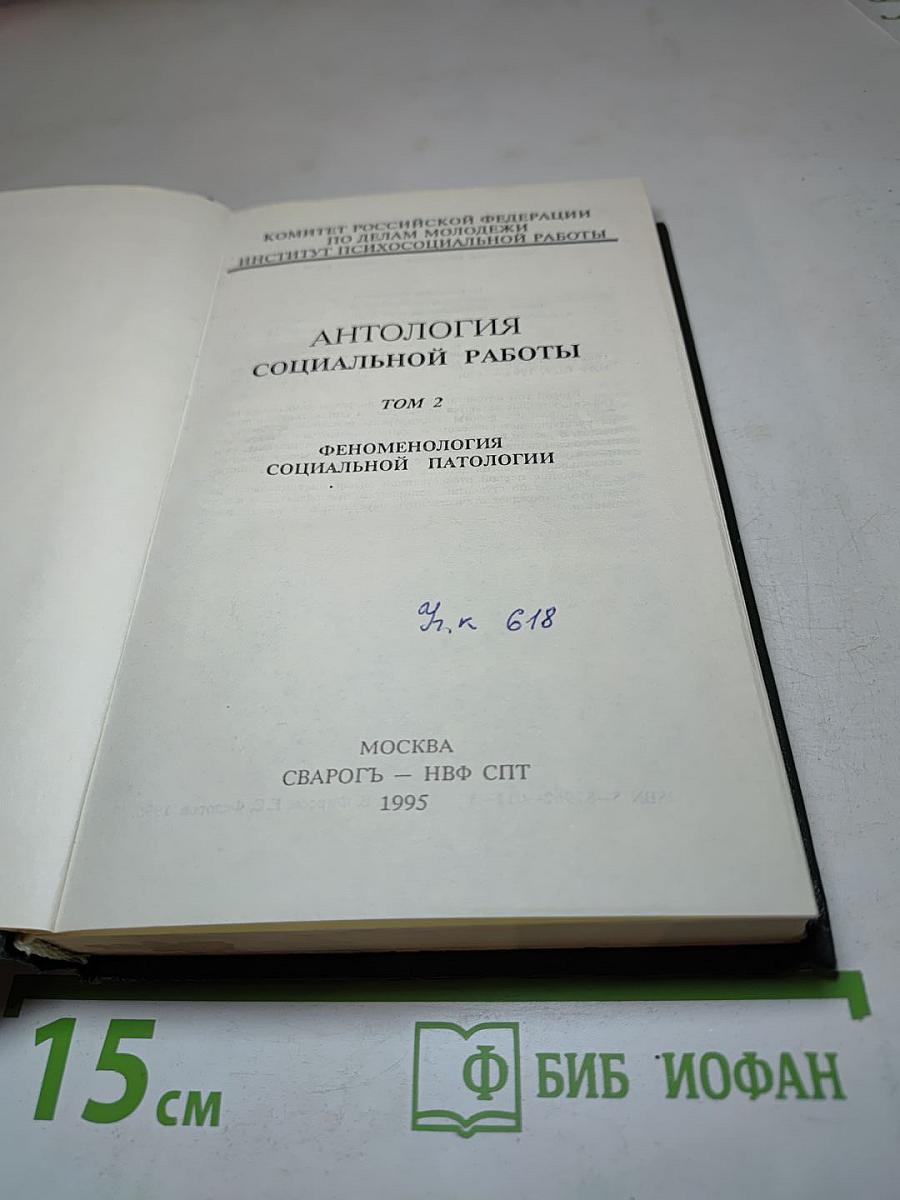 КОМИТЕТ РОССИЙСКОЙ ФЕДЕРАЦИИ
ПО ДЕЛАМ МОЛОДЕЖИ
ИНСТИТУТ ПСИХОСОЦИАЛЬНОЙ РАБОТЫ
АНТОЛОГИЯ
СОЦИАЛЬНОЙ РАБОТЫ
ТОМ 2
ФЕНОМЕНОЛОГИЯ
СОЦИАЛЬНОЙ ПАТОЛОГИИ
618
МОСКВА
СВАРОГЪ — НВФ СПТ
1995
15 см
Ф БИБ ИОФАН